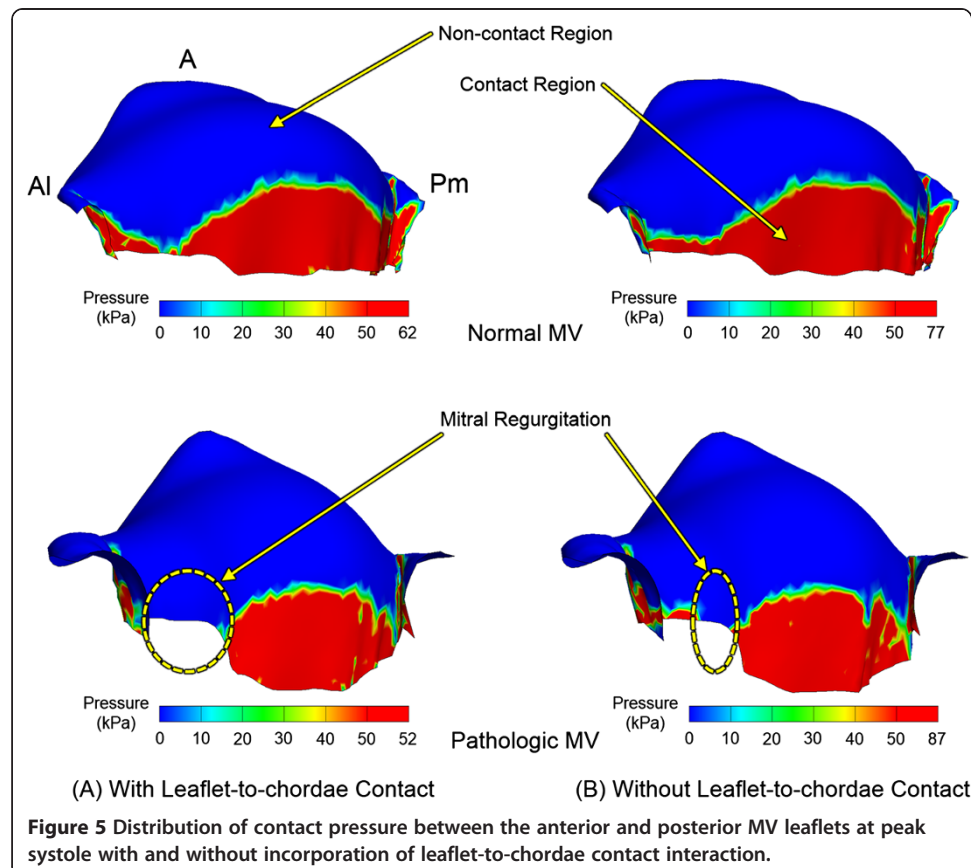 Non-contact Region
A
Contact Region
Al
Pm
Pressure (kPa)
0 10 20 30 40 50 62
Pressure (kPa)
0 10 20 30 40 50 77
Normal MV
Mitral Regurgitation
Pressure (kPa)
0 10 20 30 40 50 52
Pressure (kPa)
0 10 20 30 40 50 87
Pathologic MV
(A) With Leaflet-to-chordae Contact
(B) Without Leaflet-to-chordae Contact
Figure 5 Distribution of contact pressure between the anterior and posterior MV leaflets at peak
systole with and without incorporation of leaflet-to-chordae contact interaction.